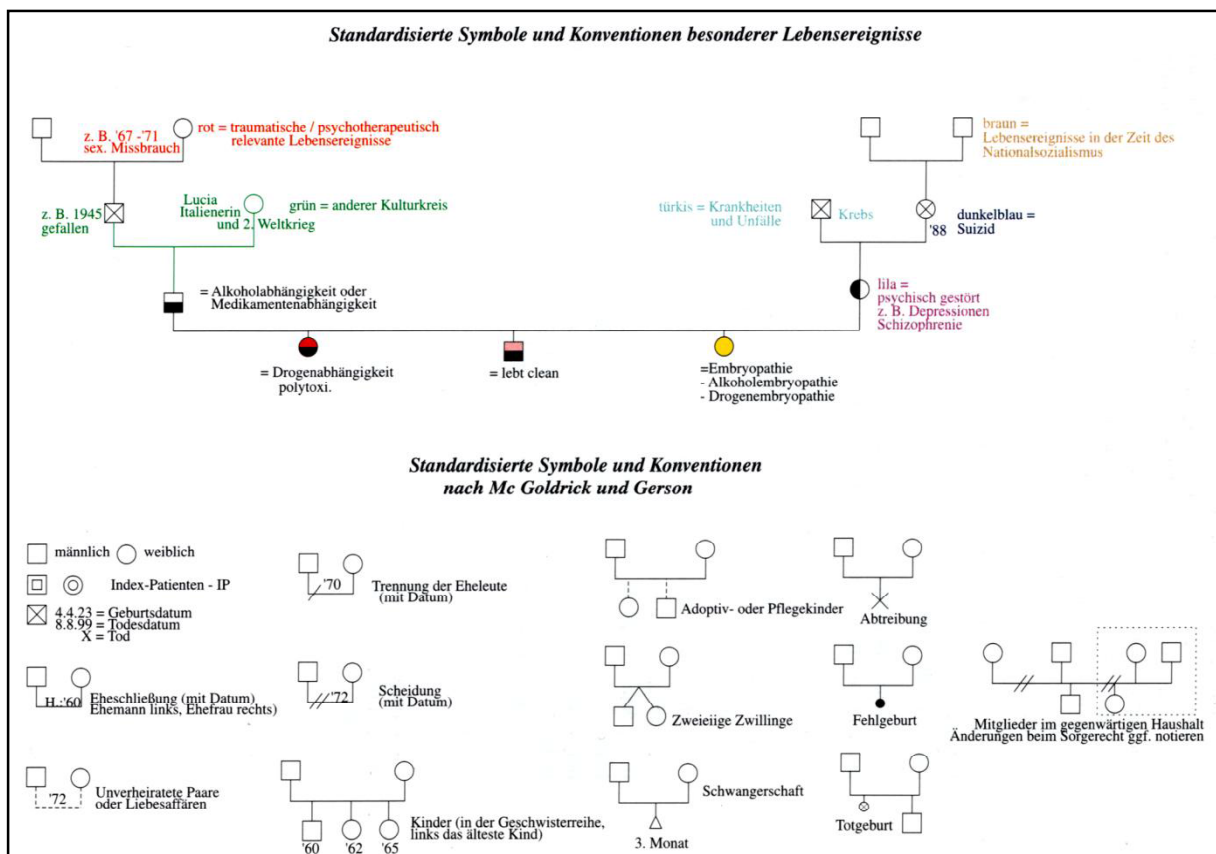 Standardisierte Symbole und Konventionen besonderer Lebensereignisse
z. B. '67 -'71
sex. Missbrauch
rot = traumatische / psychotherapeutisch
relevante Lebensereignisse
braun =
Lebensereignisse in der Zeit des
Nationalsozialismus
z. B. 1945
gefallen
Lucia
Italienerin
und 2. Weltkrieg
grün = anderer Kulturkreis
türkis = Krankheiten
und Unfälle
Krebs
'88
dunkelblau =
Suizid
= Alkoholabhängigkeit oder
Medikamentenabhängigkeit
lila =
psychisch gestört
z. B. Depressionen
Schizophrenie
= Drogenabhängigkeit
polytoxi.
= lebt clean
=Embryopathie
- Alkoholembryopathie
- Drogenembryopathie
Standardisierte Symbole und Konventionen
nach Mc Goldrick und Gerson
männlich
weiblich
Index-Patienten - IP
4.4.23 = Geburtsdatum
8.8.99 = Todesdatum
X = Tod
H.:'60
Eheschließung (mit Datum)
Ehemann links, Ehefrau rechts)
'72
Unverheiratete Paare
oder Liebesaffären
'70
Trennung der Eheleute
(mit Datum)
'72
Scheidung
(mit Datum)
'60
'62
'65
Kinder (in der Geschwisterreihe,
links das älteste Kind)
Adoptiv- oder Pflegekinder
Zweieiige Zwillinge
Schwangerschaft
3. Monat
Abtreibung
Fehlgeburt
Totgeburt
Mitglieder im gegenwärtigen Haushalt
Änderungen beim Sorgerecht ggf. notieren